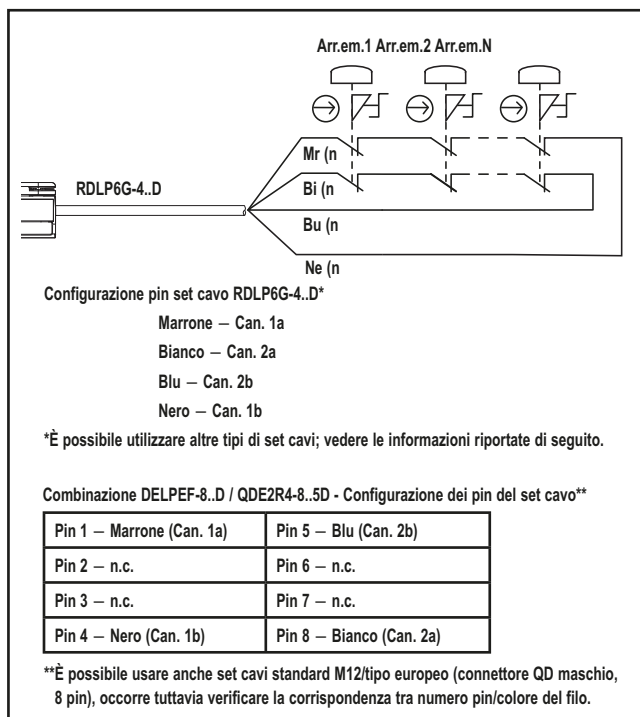 Arr.em.1 Arr.em.2 Arr.em.N
Mr (n
RDLP6G-4..D
Bi (n
Bu (n
Ne (n
Configurazione pin set cavo RDLP6G-4..D*
Marrone — Can. 1a
Bianco — Can. 2a
Blu — Can. 2b
Nero — Can. 1b
*È possibile utilizzare altre tipi di set cavi; vedere le informazioni riportate di seguito.
Combinazione DELPEF-8..D / QDE2R4-8..5D - Configurazione dei pin del set cavo**
Pin 1 — Marrone (Can. 1a) Pin 5 — Blu (Can. 2b)
Pin 2 — n.c. Pin 6 — n.c.
Pin 3 — n.c. Pin 7 — n.c.
Pin 4 — Nero (Can. 1b) Pin 8 — Bianco (Can. 2a)
**È possibile usare anche set cavi standard M12/tipo europeo (connettore QD maschio,
8 pin), occorre tuttavia verificare la corrispondenza tra numero pin/colore del filo.